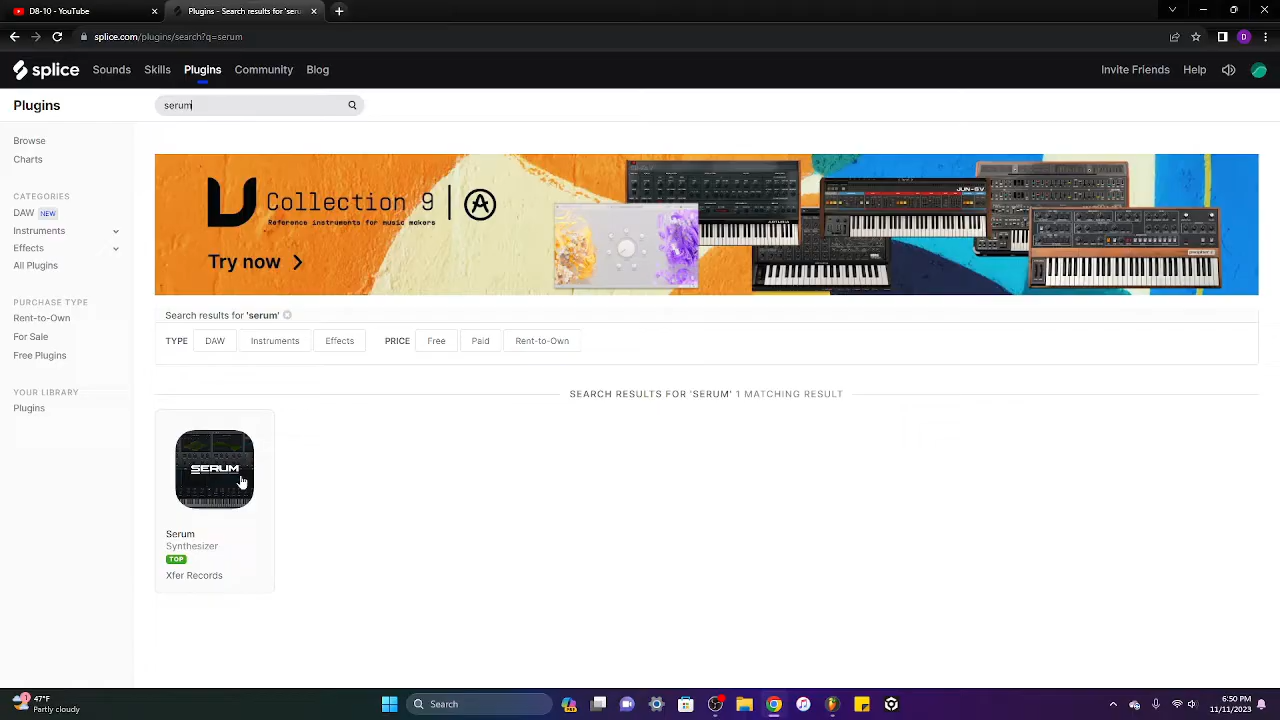 D8-10 - YouTube
Plugins - Search results for 'ser
splice.com/plugins/search?q=serum
D
splice Sounds Skills Plugins Community Blog Invite Friends Help
Plugins
serum
Browse
Charts
CATEGORIES
DAW NEW
Instruments
Effects
All Plugins
PURCHASE TYPE
Rent-to-Own
For Sale
Free Plugins
YOUR LIBRARY
Plugins
V Collection 9 | A
Reference instruments for music makers
Try now
JUN-6V
Search results for 'serum'
TYPE DAW Instruments Effects PRICE Free Paid Rent-to-Own
SEARCH RESULTS FOR 'SERUM' 1 MATCHING RESULT
SERUM
Serum
Synthesizer
TOP
Xfer Records
47°F
Partly cloudy
Search
6:50 PM
11/13/2023